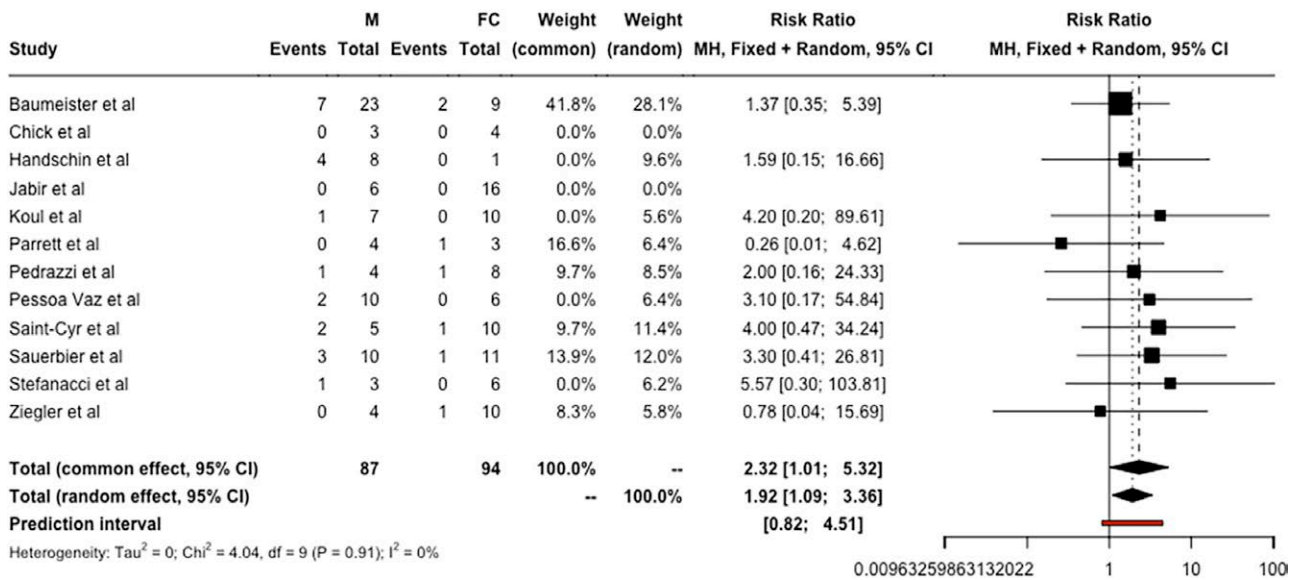 M FC Weight Weight Risk Ratio Risk Ratio
Study Events Total Events Total (common) (random) MH, Fixed + Random, 95% CI MH, Fixed + Random, 95% CI
Baumeister et al 7 23 2 9 41.8% 28.1% 1.37 [0.35; 5.39]
Chick et al 0 3 0 4 0.0% 0.0%
Handschin et al 4 8 0 1 0.0% 9.6% 1.59 [0.15; 16.66]
Jabir et al 0 6 0 16 0.0% 0.0%
Koul et al 1 7 0 10 0.0% 5.6% 4.20 [0.20; 89.61]
Parrett et al 0 4 1 3 16.6% 6.4% 0.26 [0.01; 4.62]
Pedrazzi et al 1 4 1 8 9.7% 8.5% 2.00 [0.16; 24.33]
Pessoa Vaz et al 2 10 0 6 0.0% 6.4% 3.10 [0.17; 54.84]
Saint-Cyr et al 2 5 1 10 9.7% 11.4% 4.00 [0.47; 34.24]
Sauerbier et al 3 10 1 11 13.9% 12.0% 3.30 [0.41; 26.81]
Stefanacci et al 1 3 0 6 0.0% 6.2% 5.57 [0.30; 103.81]
Ziegler et al 0 4 1 10 8.3% 5.8% 0.78 [0.04; 15.69]
Total (common effect, 95% CI) 87 94 100.0% -- 2.32 [1.01; 5.32]
Total (random effect, 95% CI) -- 100.0% 1.92 [1.09; 3.36]
Prediction interval [0.82; 4.51]
Heterogeneity: Tau² = 0; Chi² = 4.04, df = 9 (P = 0.91); I² = 0%
0.00963259863132022 1 10 100